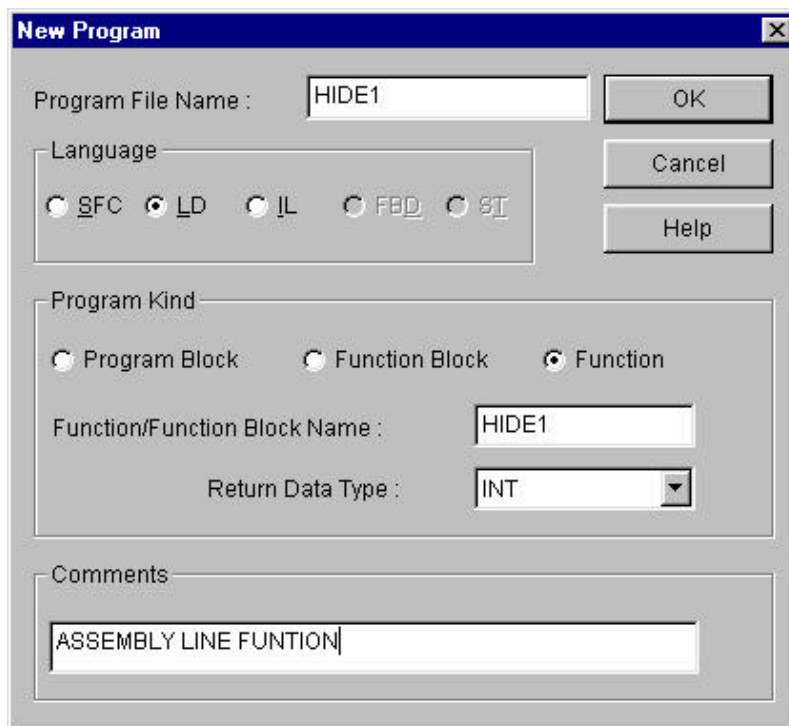 New Program
Program File Name : HIDE1 OK
Language Cancel
SFC LD IL FBD ST Help
Program Kind
Program Block Function Block Function
Function/Function Block Name : HIDE1
Return Data Type : INT
Comments
ASSEMBLY LINE FUNTION